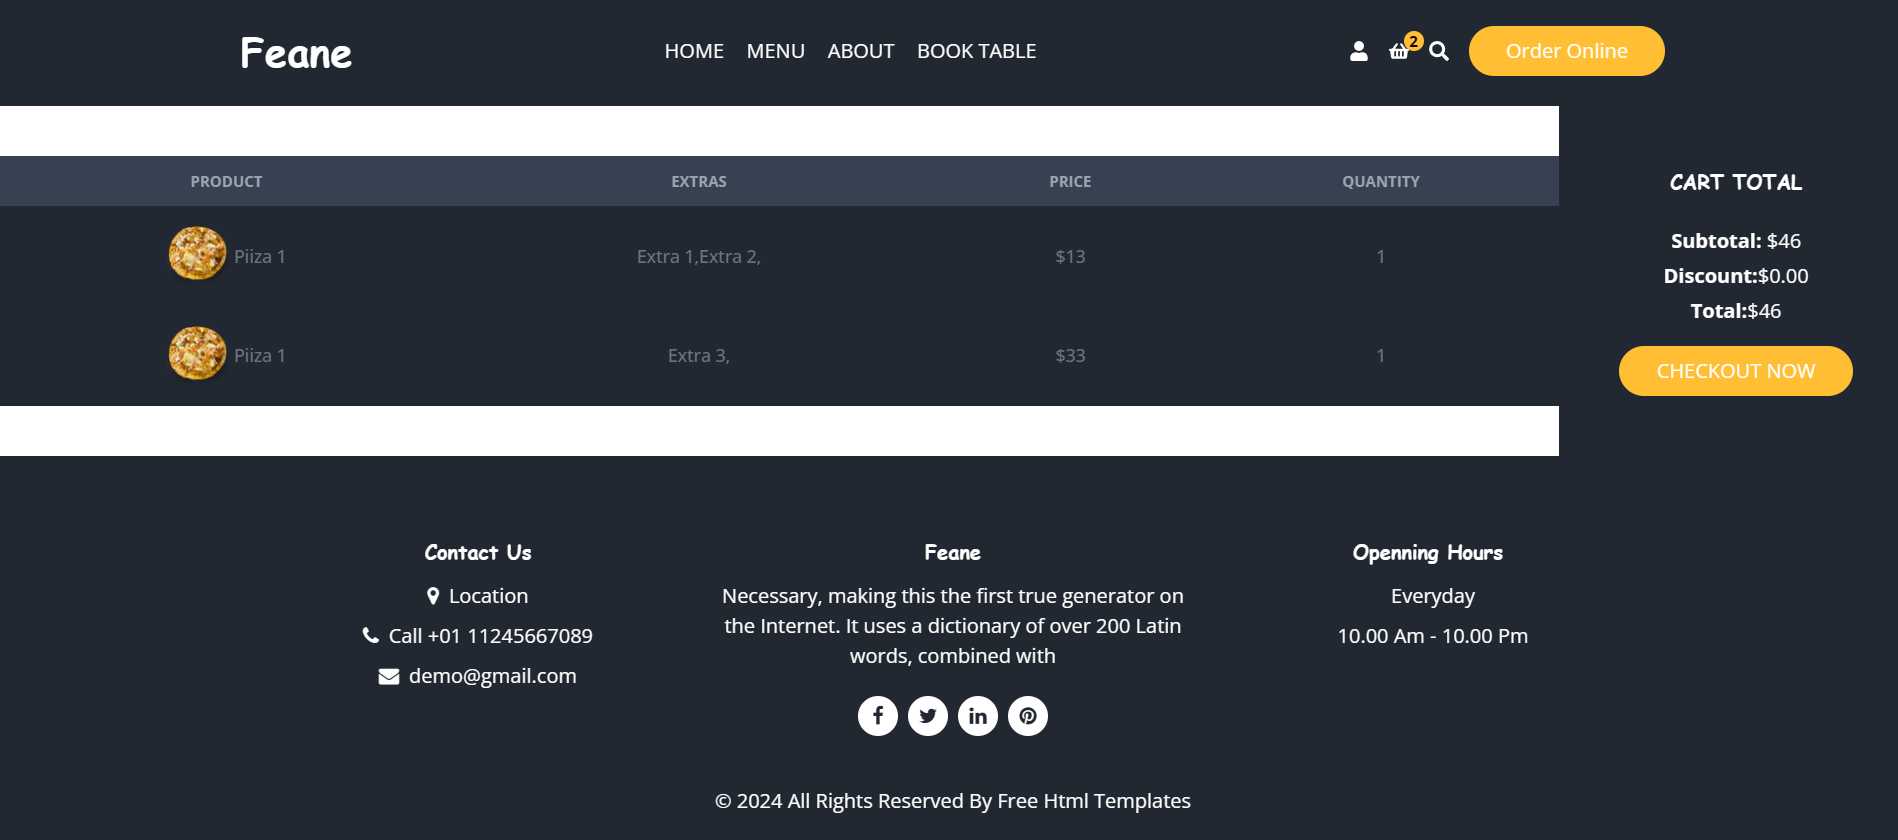 Feane
HOME MENU ABOUT BOOK TABLE
2
Order Online
PRODUCT EXTRAS PRICE QUANTITY
Piiza 1 Extra 1,Extra 2, $13 1
Piiza 1 Extra 3, $33 1
CART TOTAL
Subtotal: $46
Discount:$0.00
Total:$46
CHECKOUT NOW
Contact Us
Location
Call +01 11245667089
demo@gmail.com
Feane
Necessary, making this the first true generator on
the Internet. It uses a dictionary of over 200 Latin
words, combined with
Openning Hours
Everyday
10.00 Am - 10.00 Pm
© 2024 All Rights Reserved By Free Html Templates